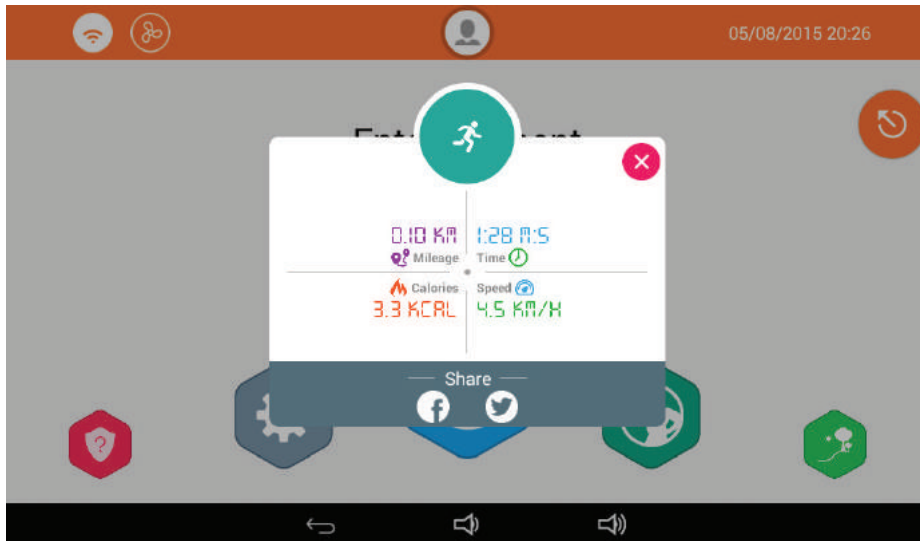 05/08/2015 20:26
0.10 KM
1:28 M:S
Mileage
Time
Calories
Speed
3.3 KCAL
4.5 KM/H
Share